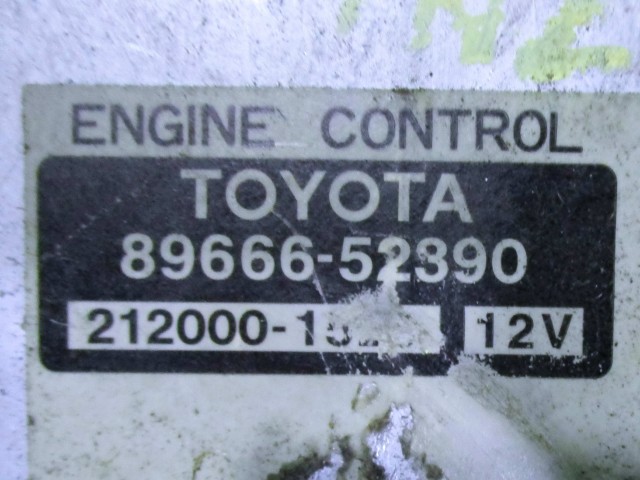 ENGINE CONTROL
TOYOTA
89666-52390
12V